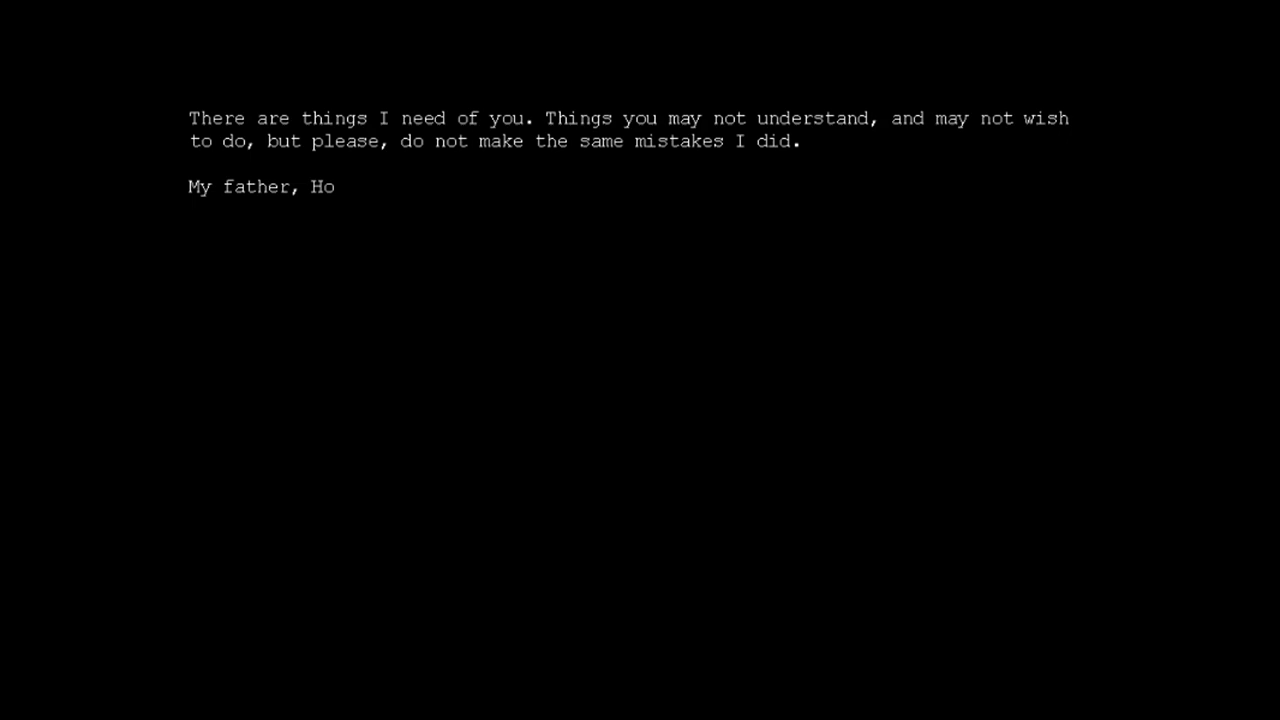 There are things I need of you. Things you may not understand, and may not wish
to do, but please, do not make the same mistakes I did.
My father, Ho